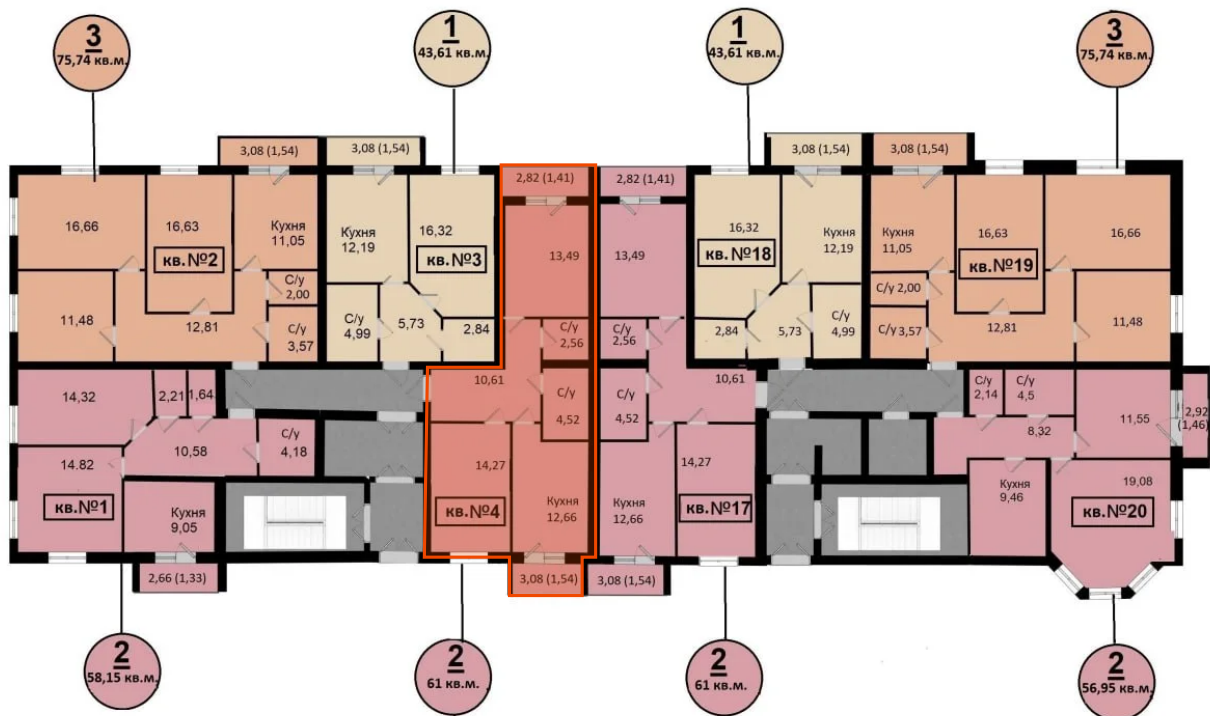 3
75,74 кв.м.
1
43,61 кв.м.
1
43,61 кв.м.
3
75,74 кв.м.
3,08 (1,54)
3,08 (1,54)
2,82 (1,41)
2,82 (1,41)
3,08 (1,54)
3,08 (1,54)
16,66
16,63
Кухня
11,05
кв.№2
С/у
2,00
11,48
12,81
С/у
3,57
Кухня
12,19
16,32
кв.№3
С/у
4,99
5,73
2,84
13,49
С/у
2,56
10,61
С/у
4,52
14,27
кв.№4
Кухня
12,66
13,49
С/у
2,56
10,61
С/у
4,52
14,27
кв.№17
Кухня
12,66
16,32
кв.№18
Кухня
12,19
2,84
5,73
С/у
4,99
Кухня
11,05
16,63
16,66
кв.№19
С/у 2,00
С/у 3,57
12,81
11,48
14,32
2,21
1,64
14.82
10,58
С/у
4,18
кв.№1
Кухня
9,05
С/у
2,14
С/у
4,5
11,55
2,92
(1,46)
8,32
Кухня
9,46
19,08
кв.№20
2,66 (1,33)
3,08 (1,54)
3,08 (1,54)
2
58,15 кв.м.
2
61 кв.м.
2
61 кв.м.
2
56,95 кв.м.